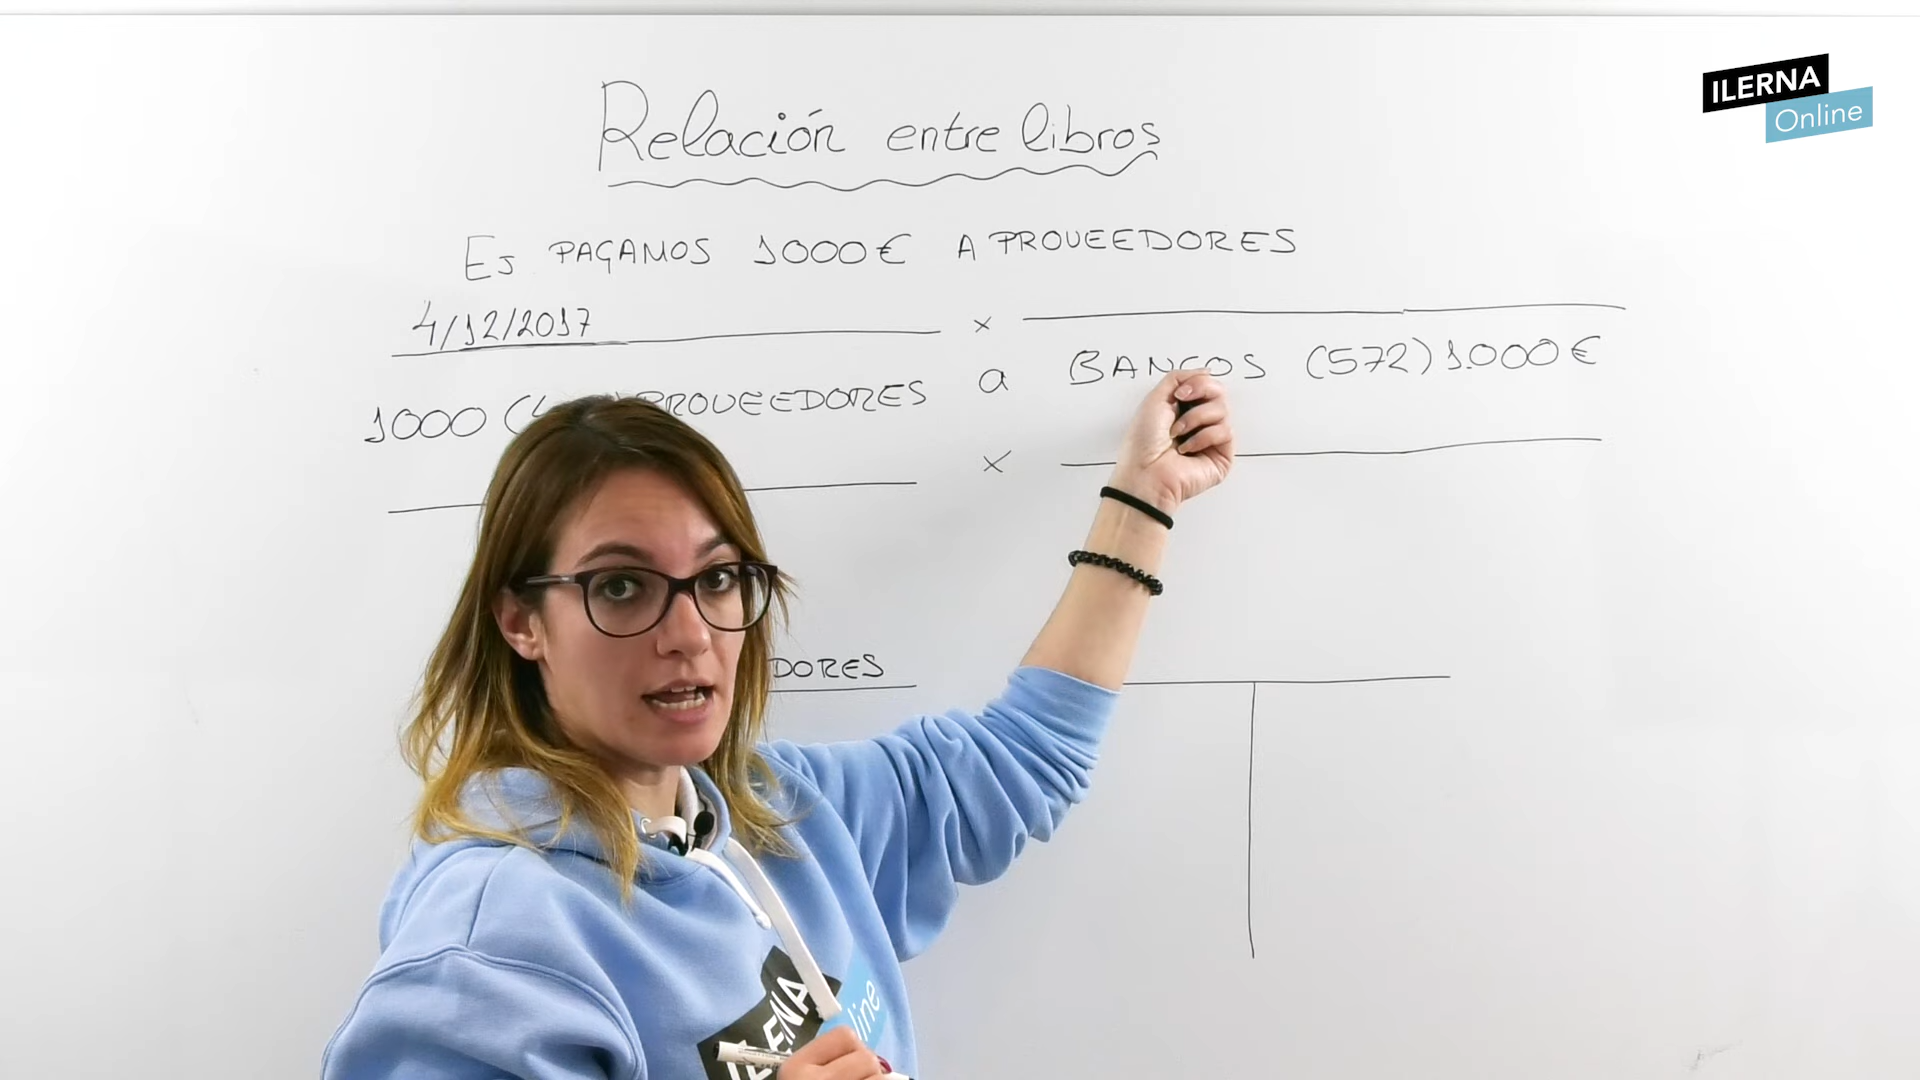 ILERNA
Online
Relación entre libros
EJ PAGAMOS 1000€ A PROVEEDORES
4/12/2017 x
1000 (4 PROVEEDORES a BANCOS (572) 1.000€
x
DORES